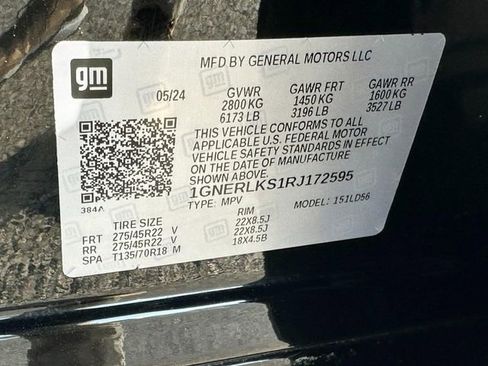 gm
MFD BY GENERAL MOTORS LLC
05/24 GVWR GAWR FRT GAWR RR
2800 KG 1450 KG 1600 KG
6173 LB 3196 LB 3527 LB
THIS VEHICLE CONFORMS TO ALL
APPLICABLE U.S. FEDERAL MOTOR
VEHICLE SAFETY STANDARDS IN EFFECT
ON THE DATE OF MANUFACTURE
SHOWN ABOVE.
1GNERLKS1RJ172595
384A
TYPE: MPV MODEL: 151LD56
TIRE SIZE RIM
FRT 275/45R22 V 22X8.5J
RR 275/45R22 V 22X8.5J
SPA T135/70R18 M 18X4.5B